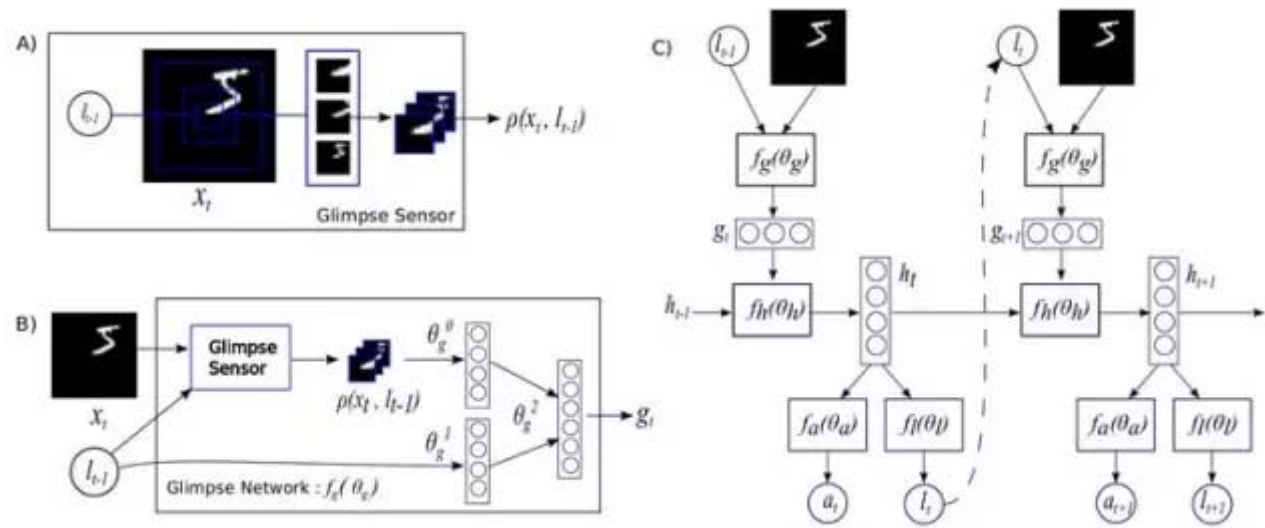 A)
l_{t-1}
x_t
ρ(x_t, l_{t-1})
Glimpse Sensor
B)
x_t
l_{t-1}
Glimpse
Sensor
ρ(x_t, l_{t-1})
θ_g^0
θ_g^1
θ_g^2
g_t
Glimpse Network : f_g(θ_g)
C)
l_{t-1}
l_t
f_g(θ_g)
f_g(θ_g)
g_t
g_{t+1}
h_{t-1}
f_h(θ_h)
h_t
f_h(θ_h)
h_{t+1}
f_a(θ_a)
f_l(θ_l)
f_a(θ_a)
f_l(θ_l)
a_t
l_t
a_{t+1}
l_{t+1}